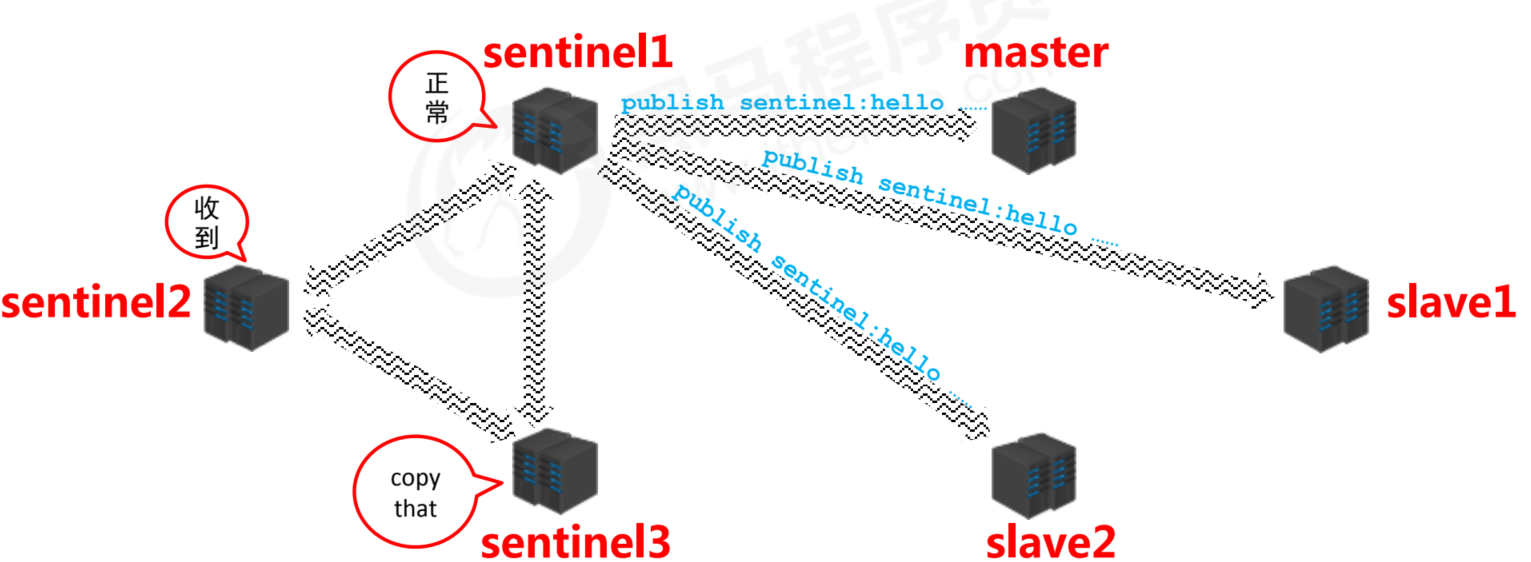 sentinel1
master
正
常
publish sentinel:hello ……
publish sentinel:hello ……
publish sentinel:hello ……
收
到
sentinel2
slave1
copy
that
sentinel3
slave2